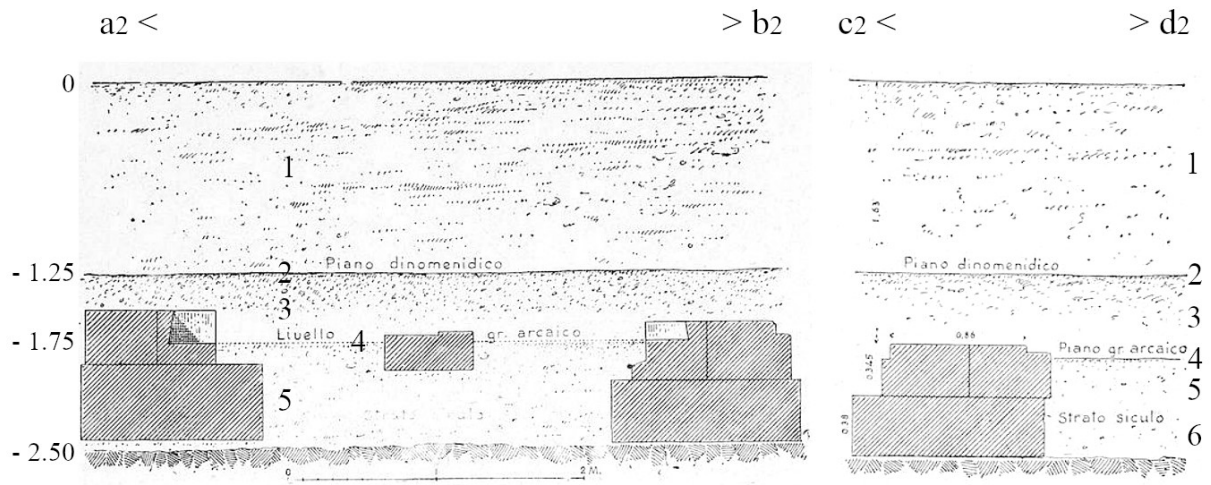 a2 < > b2
0
1
Piano dinomenidico
- 1.25
2
3
Livello 4 gr. arcaico
- 1.75
5
- 2.50
0 1 2 M.
c2 < > d2
1
1,63
Piano dinomenidico
2
3
0,86
Piano gr. arcaico
4
0,345
5
Strato siculo
0,38
6